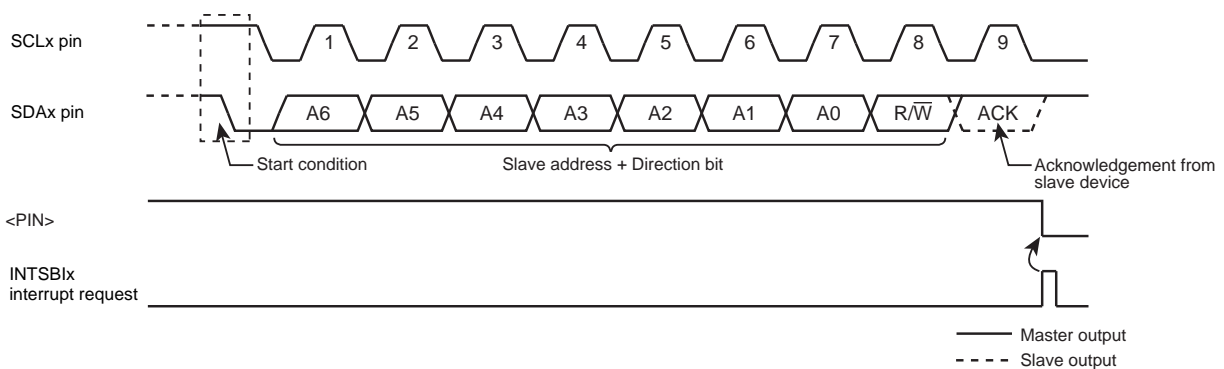 SCLx pin
1 2 3 4 5 6 7 8 9
SDAx pin
A6 A5 A4 A3 A2 A1 A0 R/W̅ ACK
Start condition
Slave address + Direction bit
Acknowledgement from
slave device
<PIN>
INTSBIx
interrupt request
Master output
Slave output